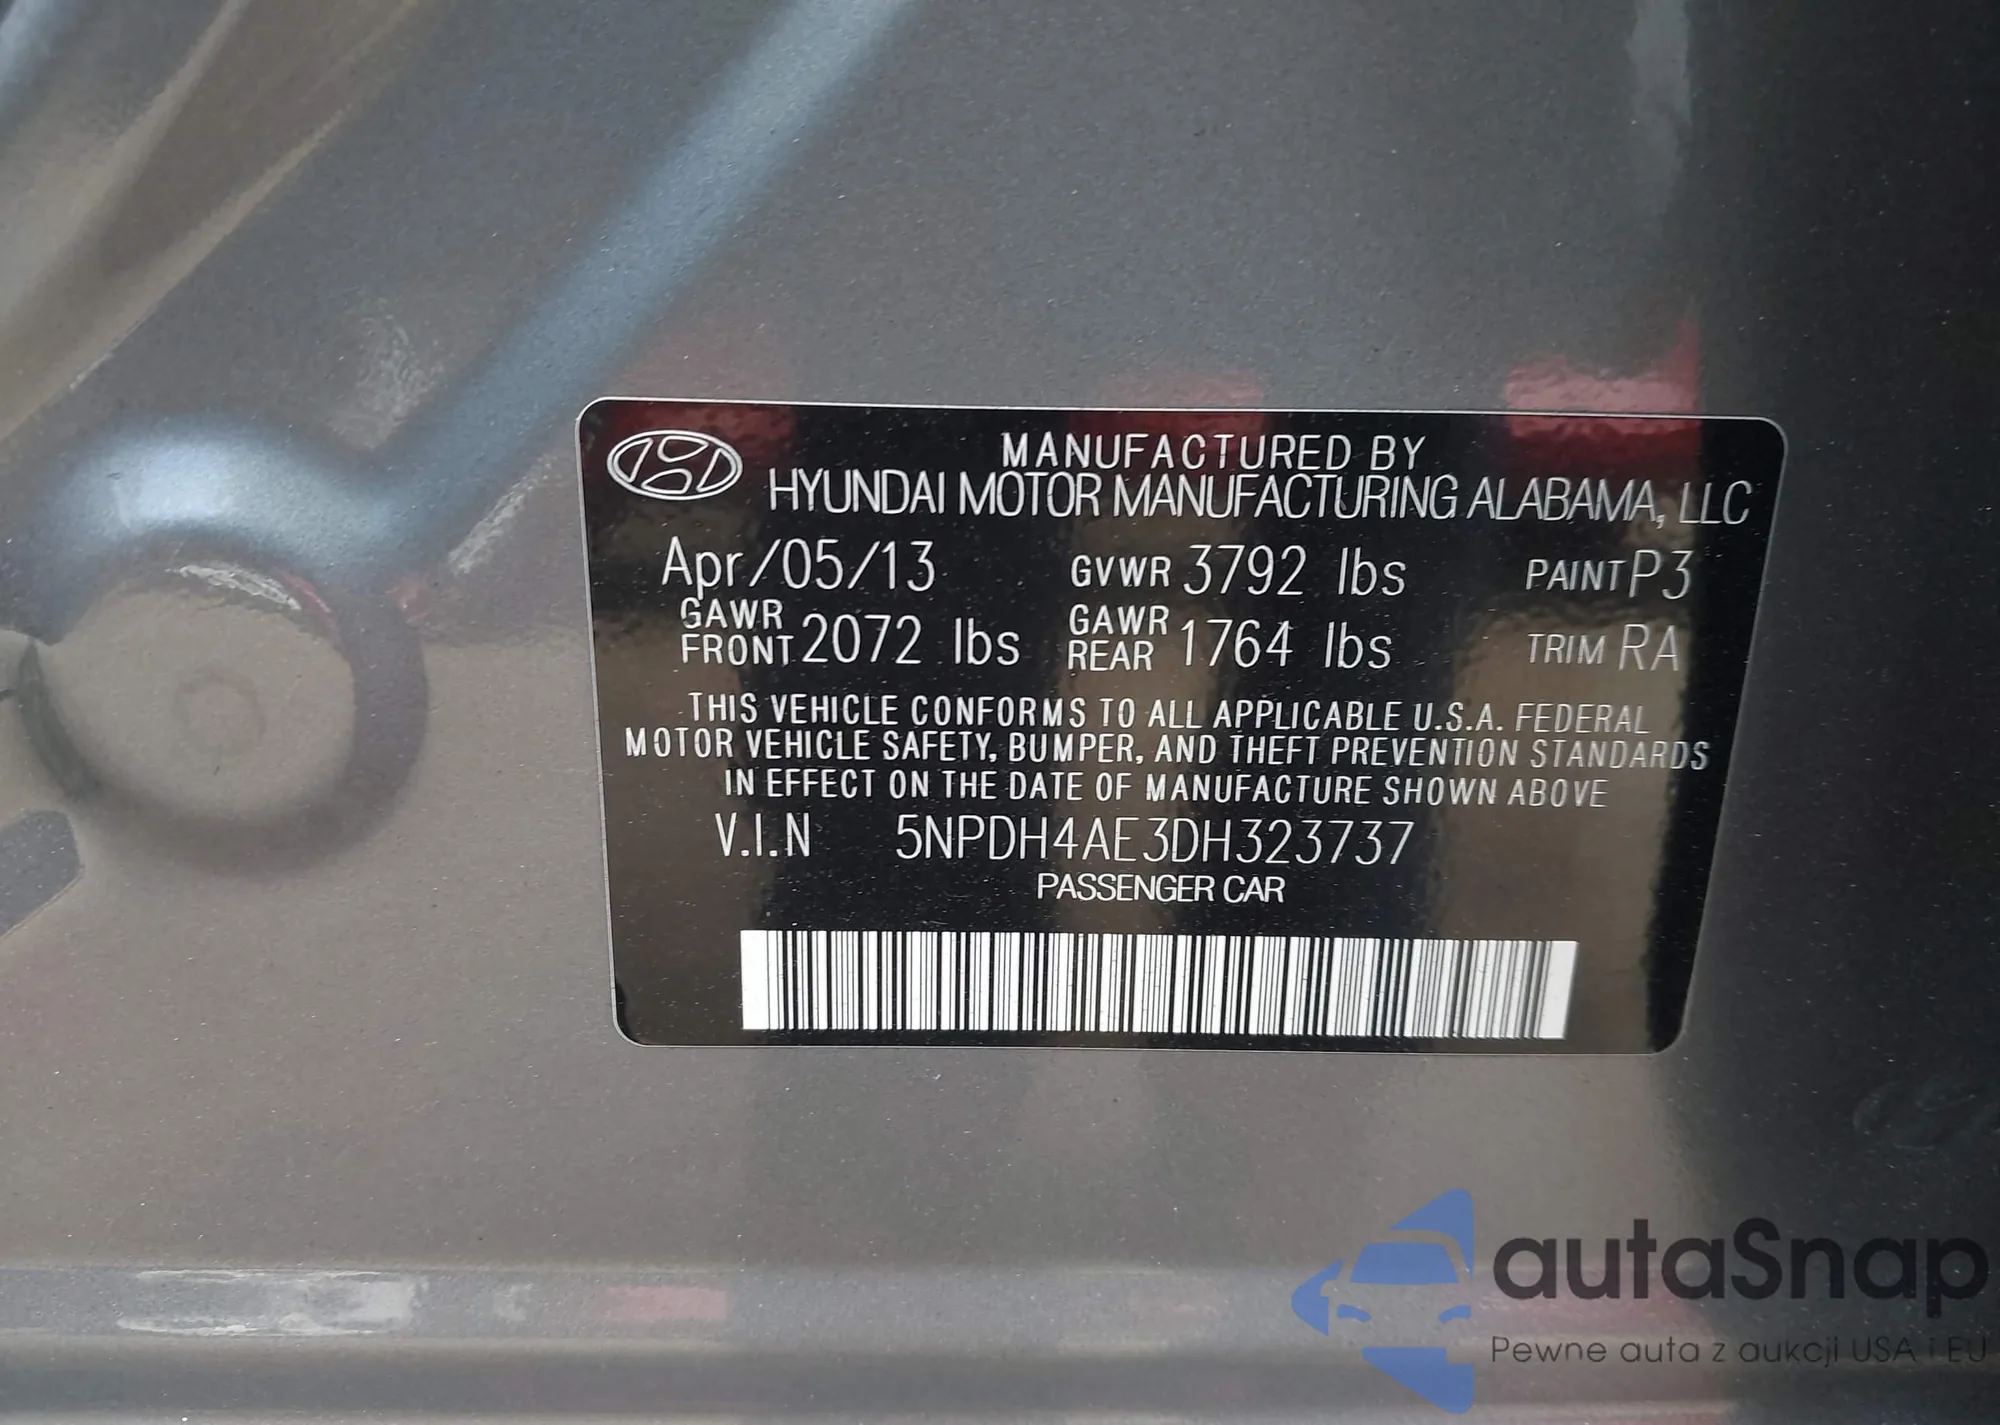 MANUFACTURED BY
HYUNDAI MOTOR MANUFACTURING ALABAMA, LLC
Apr/05/13 GVWR 3792 lbs PAINT P3
GAWR FRONT 2072 lbs GAWR REAR 1764 lbs TRIM RA
THIS VEHICLE CONFORMS TO ALL APPLICABLE U.S.A. FEDERAL
MOTOR VEHICLE SAFETY, BUMPER, AND THEFT PREVENTION STANDARDS
IN EFFECT ON THE DATE OF MANUFACTURE SHOWN ABOVE
V.I.N 5NPDH4AE3DH323737
PASSENGER CAR
autaSnap
Pewne auta z aukcji USA i EU